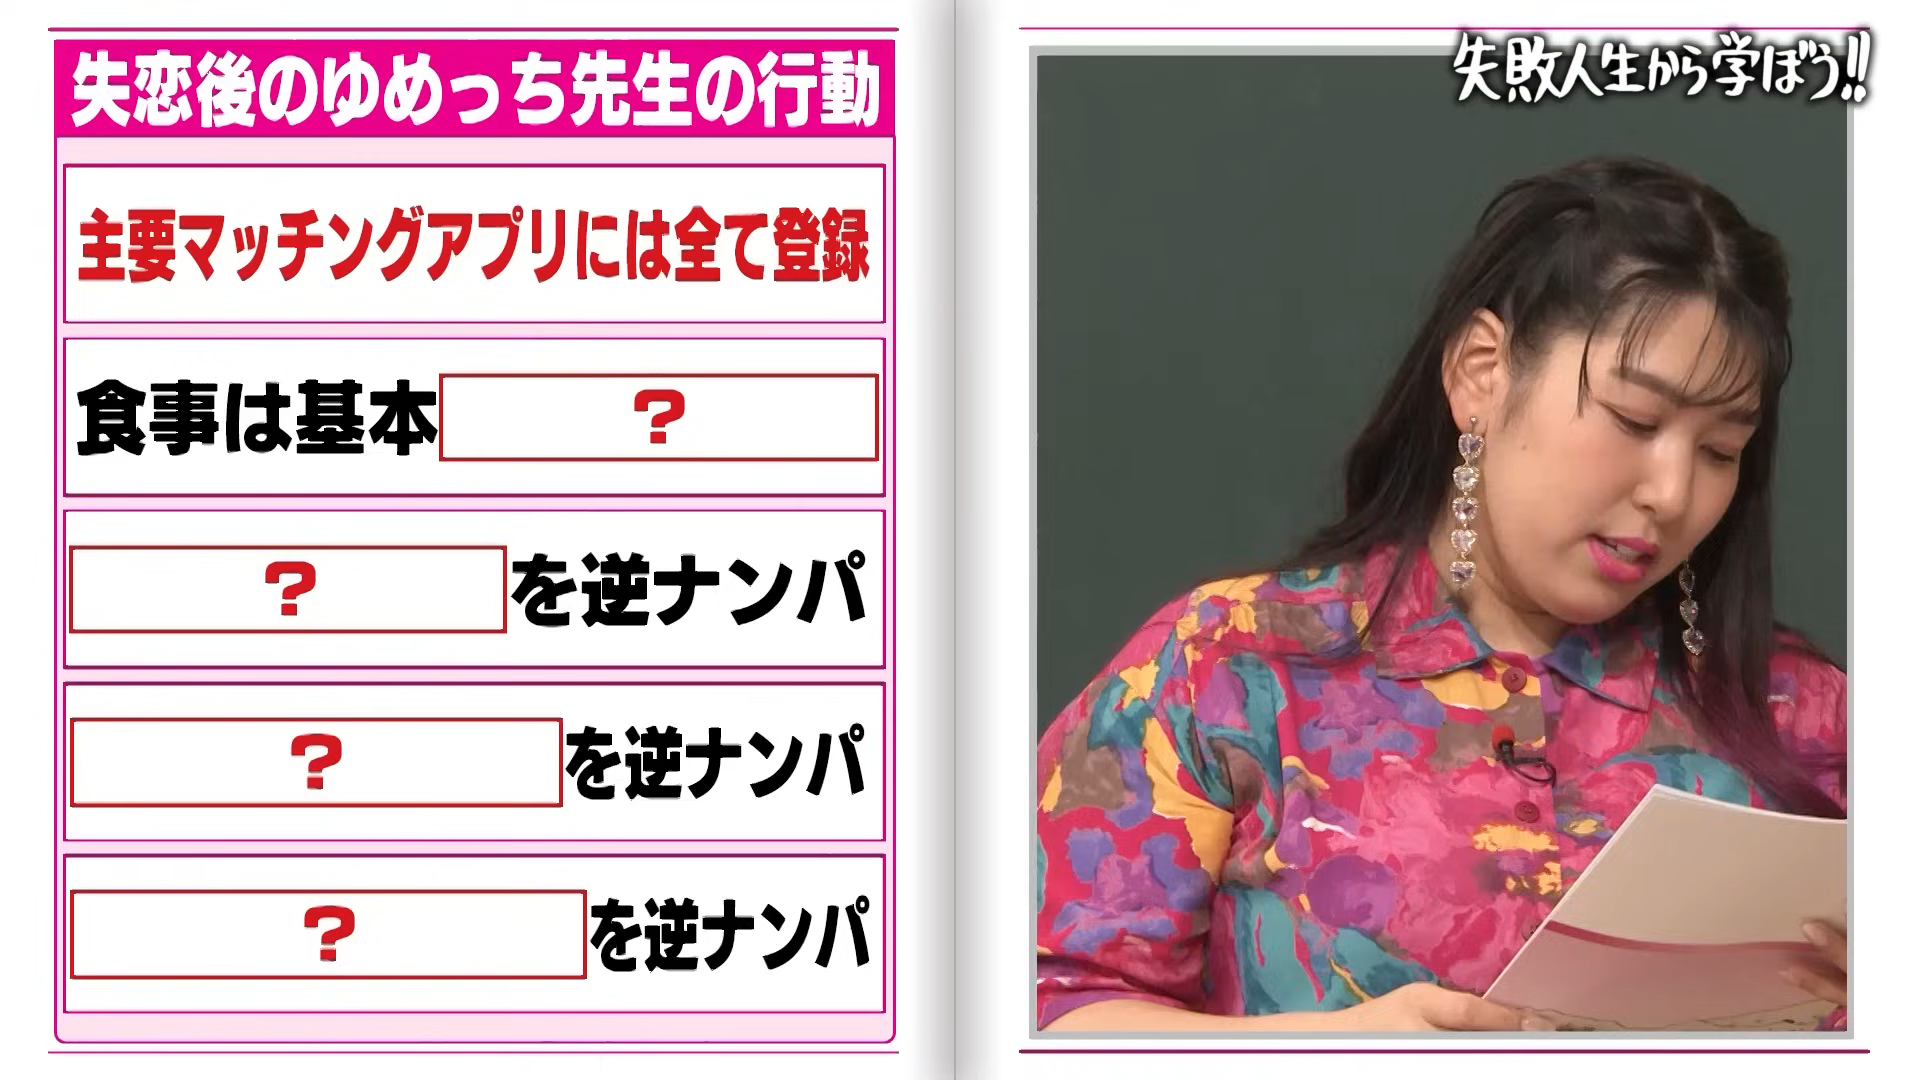 失恋後のゆめっち先生の行動
主要マッチングアプリには全て登録
食事は基本?
?を逆ナンパ
?を逆ナンパ
?を逆ナンパ
失敗人生から学ぼう!!